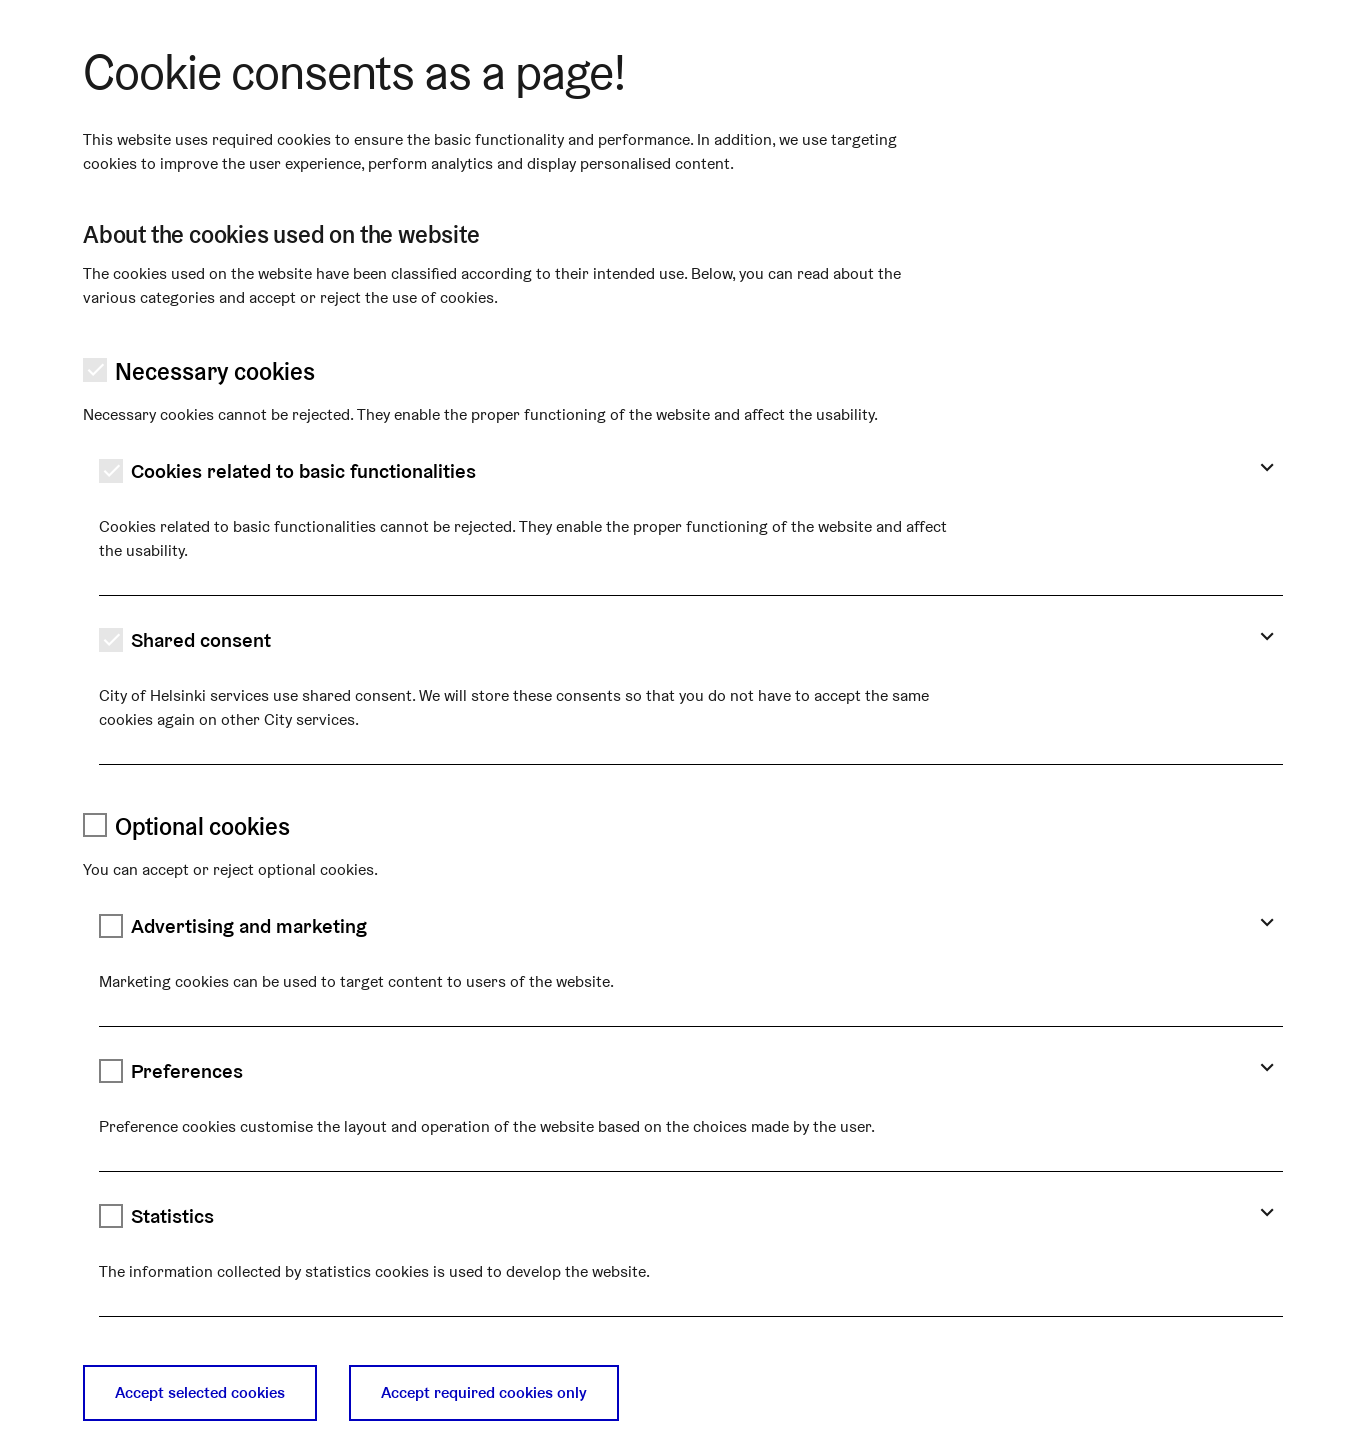 Cookie consents as a page!
This website uses required cookies to ensure the basic functionality and performance. In addition, we use targeting
cookies to improve the user experience, perform analytics and display personalised content.
About the cookies used on the website
The cookies used on the website have been classified according to their intended use. Below, you can read about the
various categories and accept or reject the use of cookies.
Necessary cookies
Necessary cookies cannot be rejected. They enable the proper functioning of the website and affect the usability.
Cookies related to basic functionalities
Cookies related to basic functionalities cannot be rejected. They enable the proper functioning of the website and affect
the usability.
Shared consent
City of Helsinki services use shared consent. We will store these consents so that you do not have to accept the same
cookies again on other City services.
Optional cookies
You can accept or reject optional cookies.
Advertising and marketing
Marketing cookies can be used to target content to users of the website.
Preferences
Preference cookies customise the layout and operation of the website based on the choices made by the user.
Statistics
The information collected by statistics cookies is used to develop the website.
Accept selected cookies
Accept required cookies only